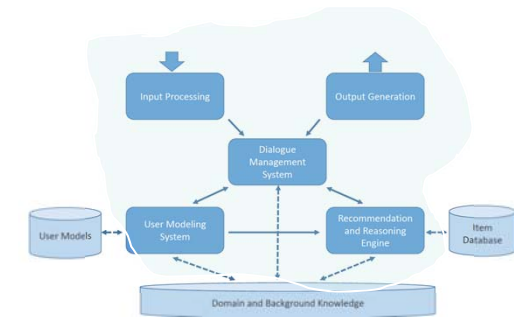 Input Processing
Output Generation
Dialogue
Management
System
User Models
User Modeling
System
Recommendation
and Reasoning
Engine
Item
Database
Domain and Background Knowledge